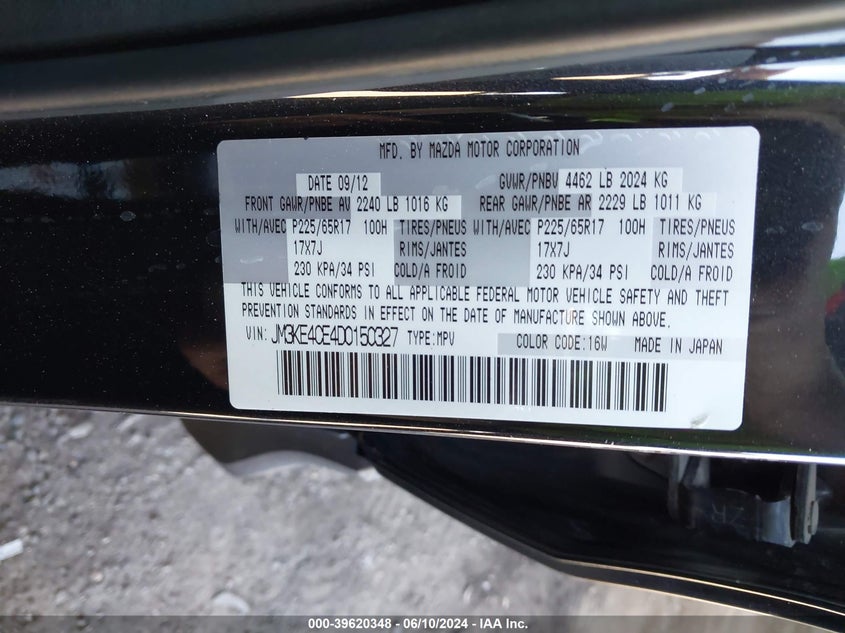 MFD. BY MAZDA MOTOR CORPORATION
DATE 09/12 GVWR/PNBV 4462 LB 2024 KG
FRONT GAWR/PNBE AV 2240 LB 1016 KG REAR GAWR/PNBE AR 2229 LB 1011 KG
WITH/AVEC P225/65R17 100H TIRES/PNEUS WITH/AVEC P225/65R17 100H TIRES/PNEUS
17X7J RIMS/JANTES 17X7J RIMS/JANTES
230 KPA/34 PSI COLD/A FROID 230 KPA/34 PSI COLD/A FROID
THIS VEHICLE CONFORMS TO ALL APPLICABLE FEDERAL MOTOR VEHICLE SAFETY AND THEFT
PREVENTION STANDARDS IN EFFECT ON THE DATE OF MANUFACTURE SHOWN ABOVE.
VIN: JM3KE4CE4D0150327 TYPE:MPV COLOR CODE:16W MADE IN JAPAN
000-39620348 - 06/10/2024 - IAAI.COM